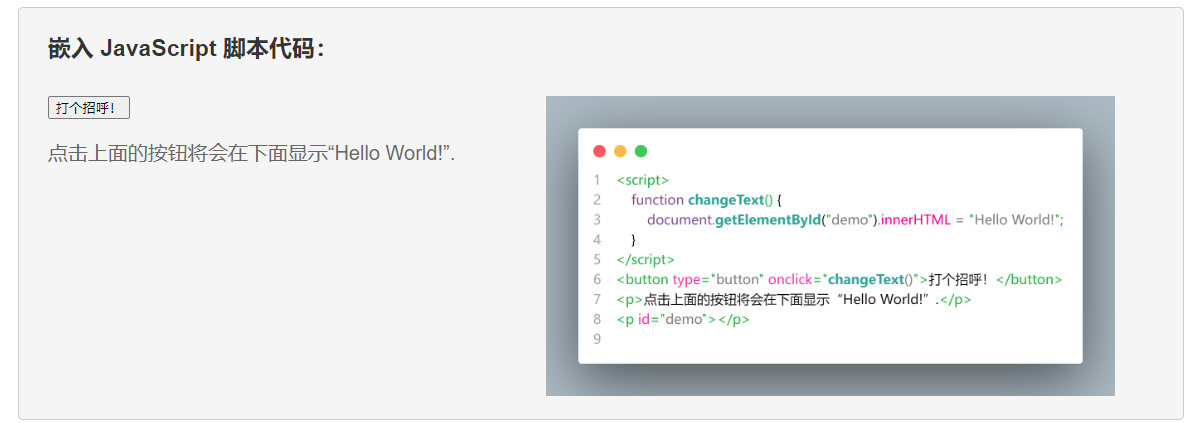 嵌入 JavaScript 脚本代码：
打个招呼！
点击上面的按钮将会在下面显示“Hello World!”.
1 <script>
2 function changeText() {
3 document.getElementById("demo").innerHTML = "Hello World!";
4 }
5 </script>
6 <button type="button" onclick="changeText()">打个招呼！</button>
7 <p>点击上面的按钮将会在下面显示“Hello World!”.</p>
8 <p id="demo"></p>
9